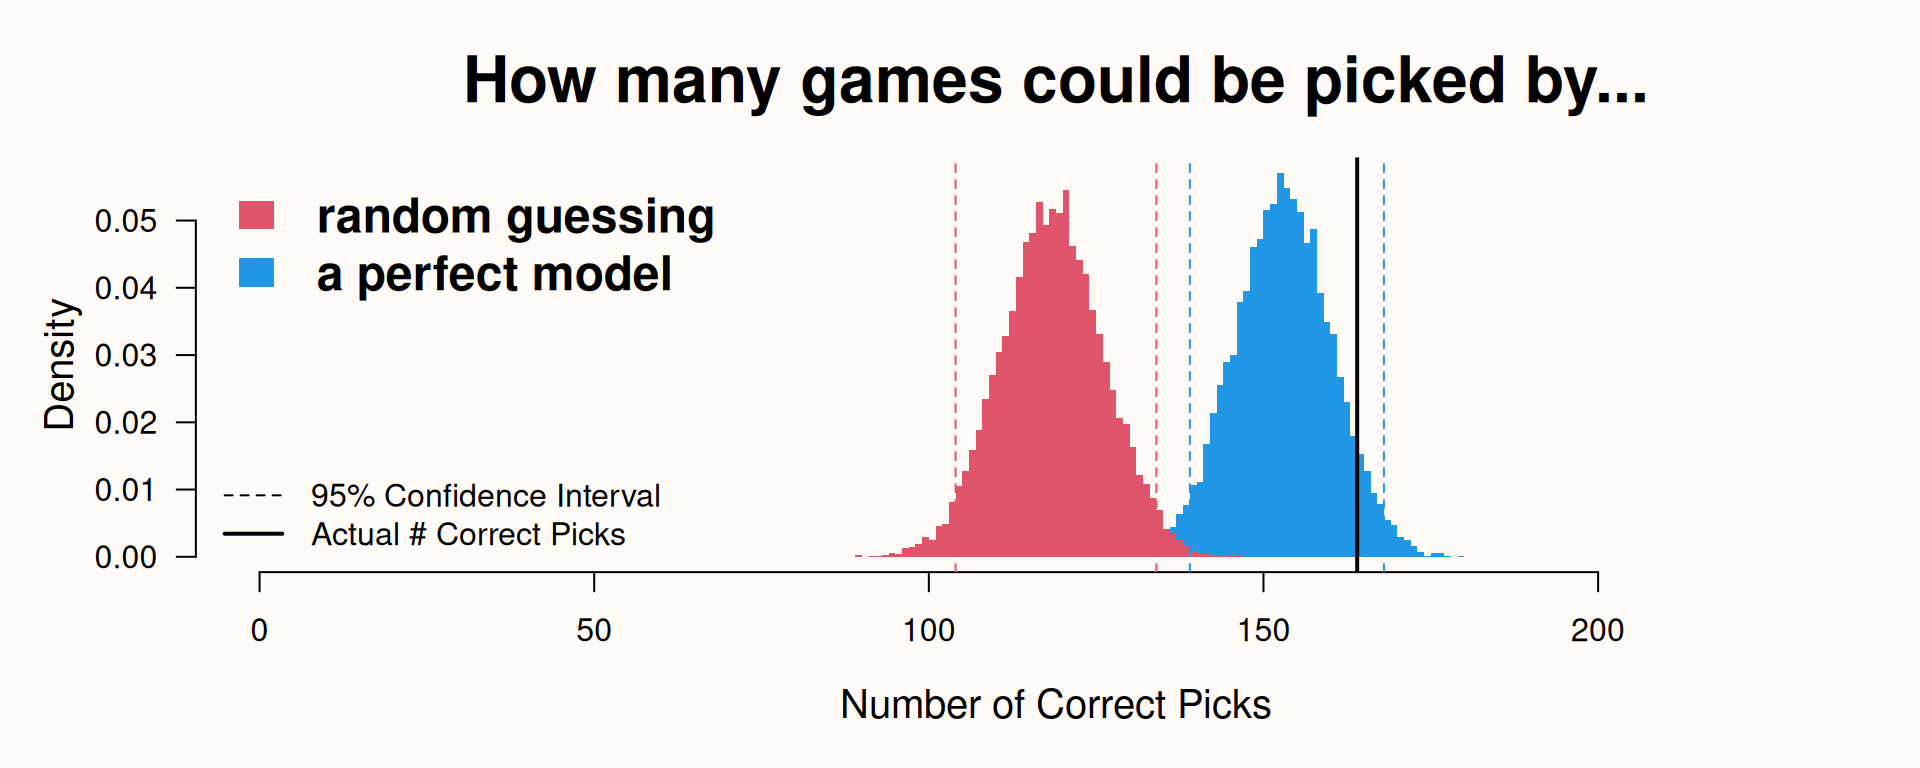 How many games could be picked by...
random guessing
a perfect model
Density
0.05
0.04
0.03
0.02
0.01
0.00
95% Confidence Interval
Actual # Correct Picks
0 50 100 150 200
Number of Correct Picks